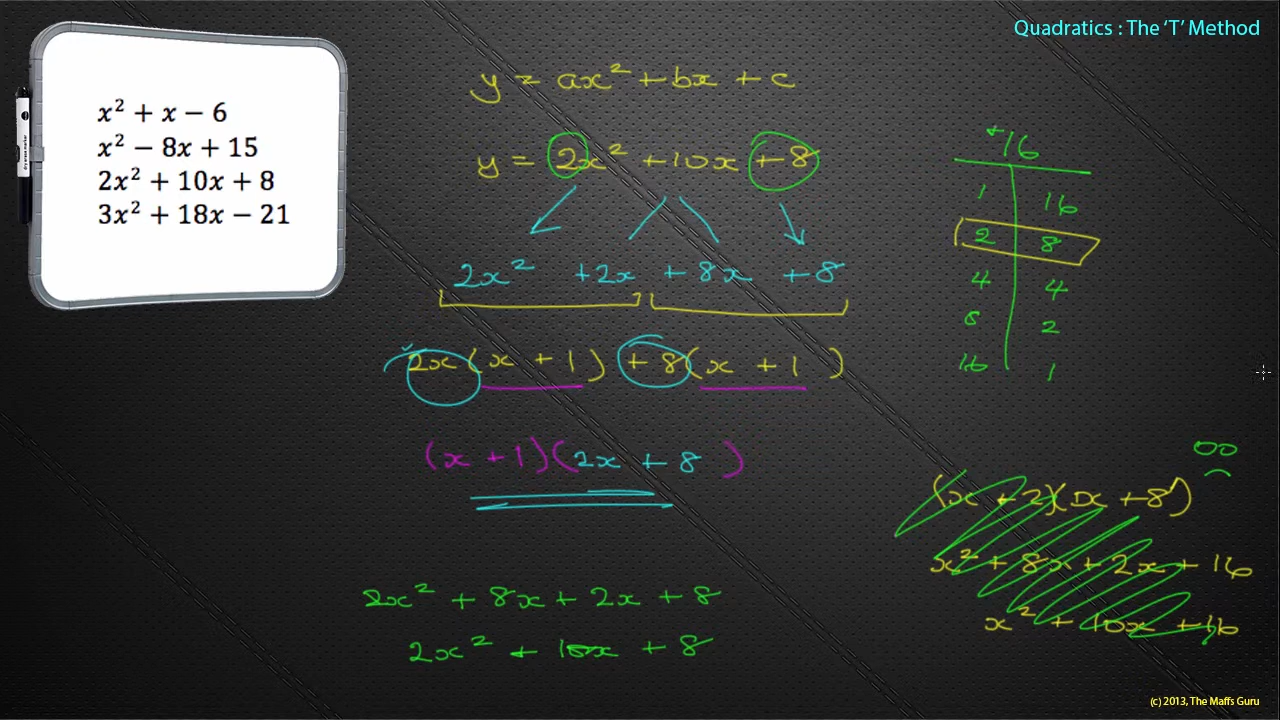 Quadratics : The ‘T’ Method
x² + x − 6
x² − 8x + 15
2x² + 10x + 8
3x² + 18x − 21
y = ax² + bx + c
y = 2x² + 10x + 8
2x² + 2x + 8x + 8
2x(x + 1) + 8(x + 1)
(x + 1)(2x + 8)
2x² + 8x + 2x + 8
2x² + 10x + 8
+16
1 16
2 8
4 4
8 2
16 1
(x + 2)(x + 8)
x² + 8x + 2x + 16
x² + 10x + 16
(c) 2013, The Maffs Guru